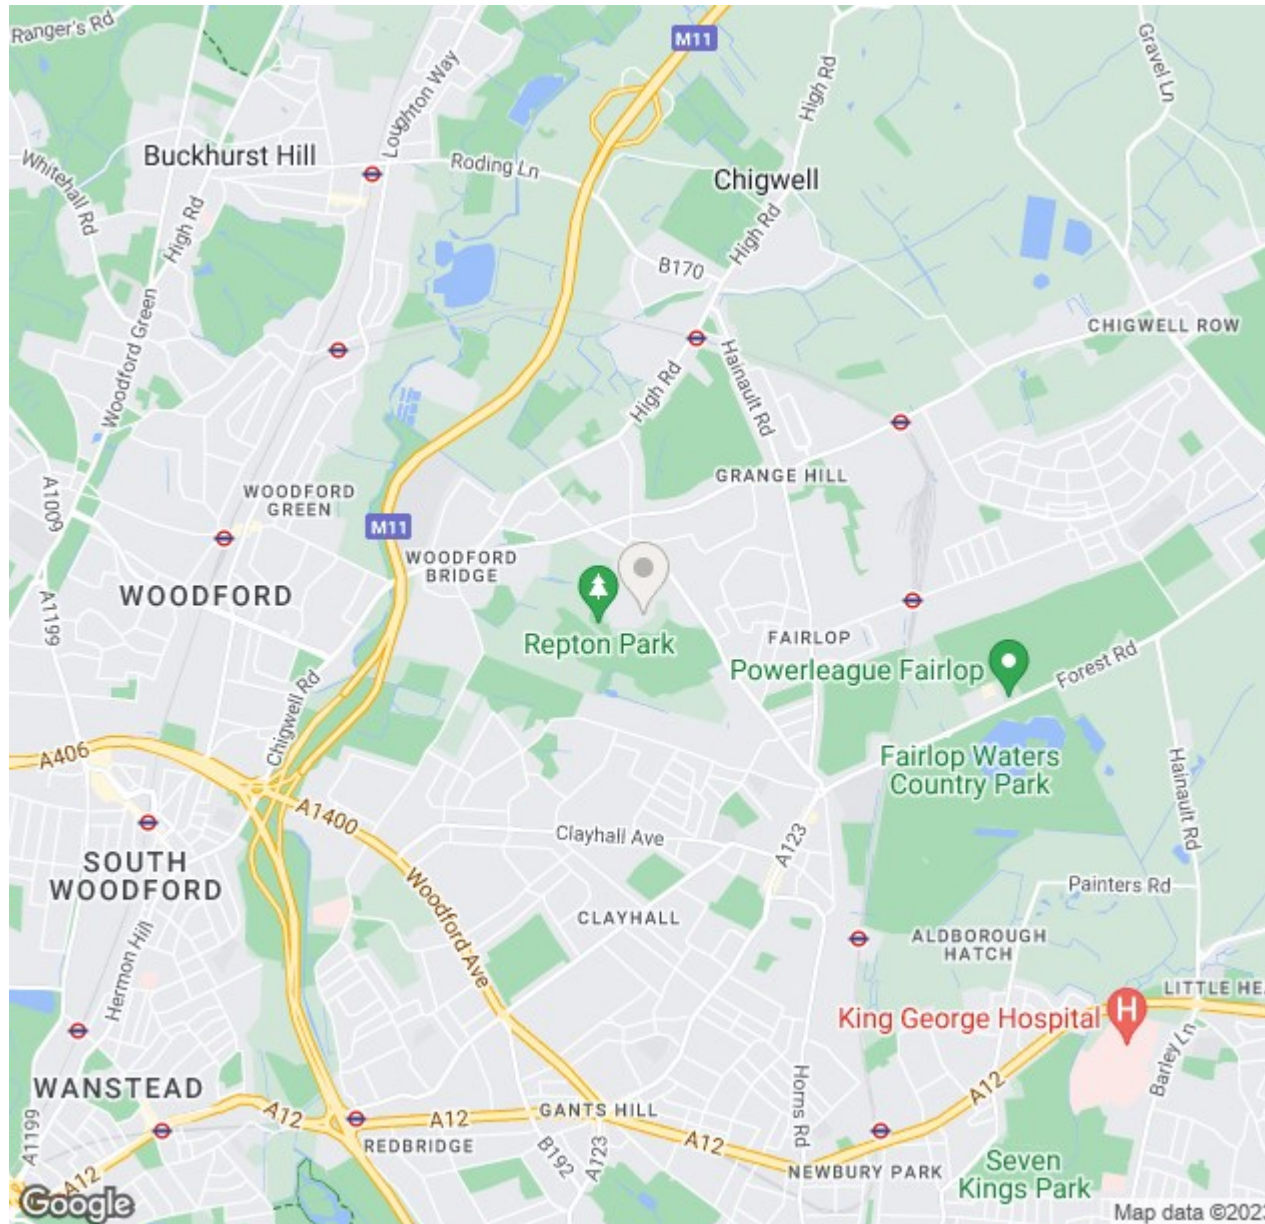 Ranger's Rd
M11
Loughton Way
High Rd
Gravel Ln
Buckhurst Hill
Roding Ln
Chigwell
Whitehall Rd
High Rd
High Rd
B170
Woodford Green
CHIGWELL ROW
Hainault Rd
High Rd
GRANGE HILL
A1009
WOODFORD
GREEN
M11
WOODFORD
BRIDGE
WOODFORD
A1199
Repton Park
FAIRLOP
Powerleague Fairlop
Forest Rd
Chigwell Rd
A406
Fairlop Waters
Country Park
Hainault Rd
A1400
Clayhall Ave
A123
SOUTH
WOODFORD
Woodford Ave
Painters Rd
CLAYHALL
ALDBOROUGH
HATCH
Hermon Hill
LITTLE HEA
King George Hospital
H
Barley Ln
WANSTEAD
A12
A12
GANTS HILL
A12
Horns Rd
A12
REDBRIDGE
B192
A123
NEWBURY PARK
Seven
Kings Park
A1199
A12
Google
Map data ©2023